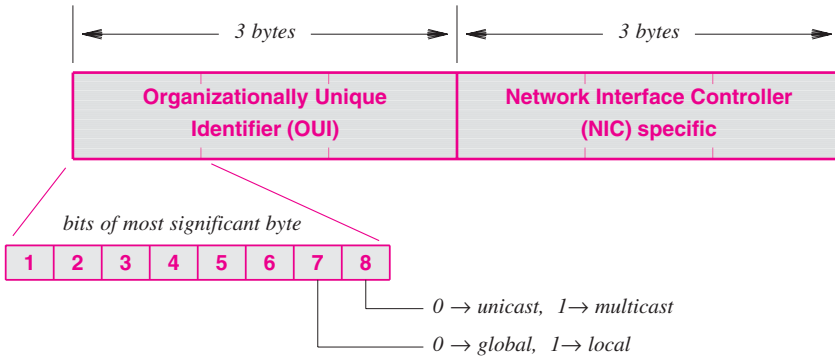 3 bytes 3 bytes
Organizationally Unique
Identifier (OUI)
Network Interface Controller
(NIC) specific
bits of most significant byte
1 2 3 4 5 6 7 8
0 → unicast, 1→ multicast
0 → global, 1→ local